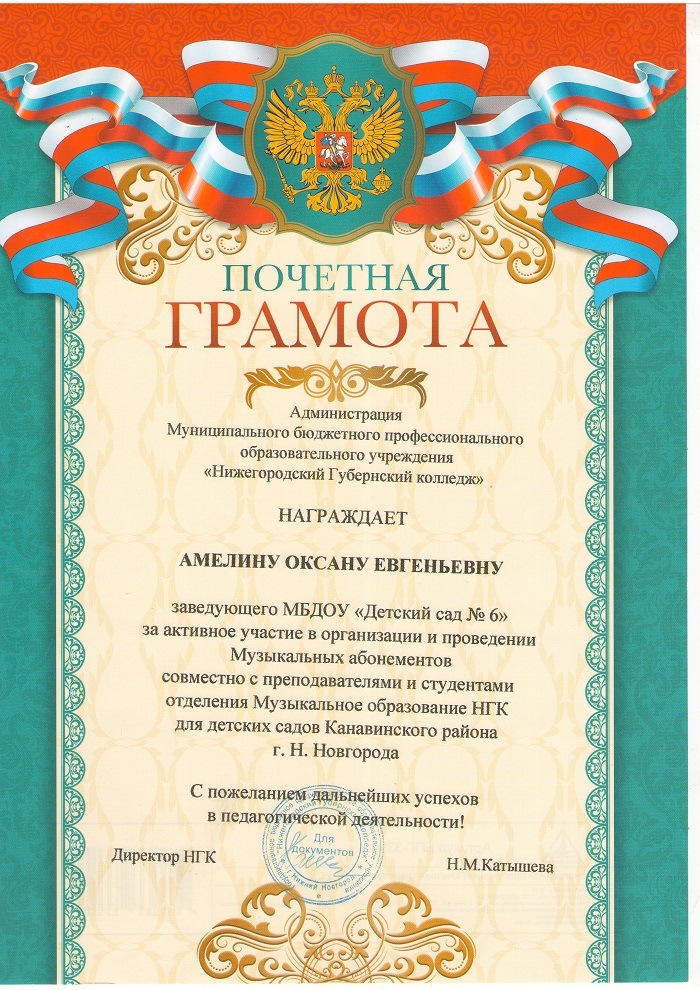 ПОЧЕТНАЯ
ГРАМОТА
Администрация
Муниципального бюджетного профессионального
образовательного учреждения
«Нижегородский Губернский колледж»
НАГРАЖДАЕТ
АМЕЛИНУ ОКСАНУ ЕВГЕНЬЕВНУ
заведующего МБДОУ «Детский сад № 6»
за активное участие в организации и проведении
Музыкальных абонементов
совместно с преподавателями и студентами
отделения Музыкальное образование НГК
для детских садов Канавинского района
г. Н. Новгорода
С пожеланием дальнейших успехов
в педагогической деятельности!
Для
документов
г. Нижний Новгород
Директор НГК
Н.М.Катышева